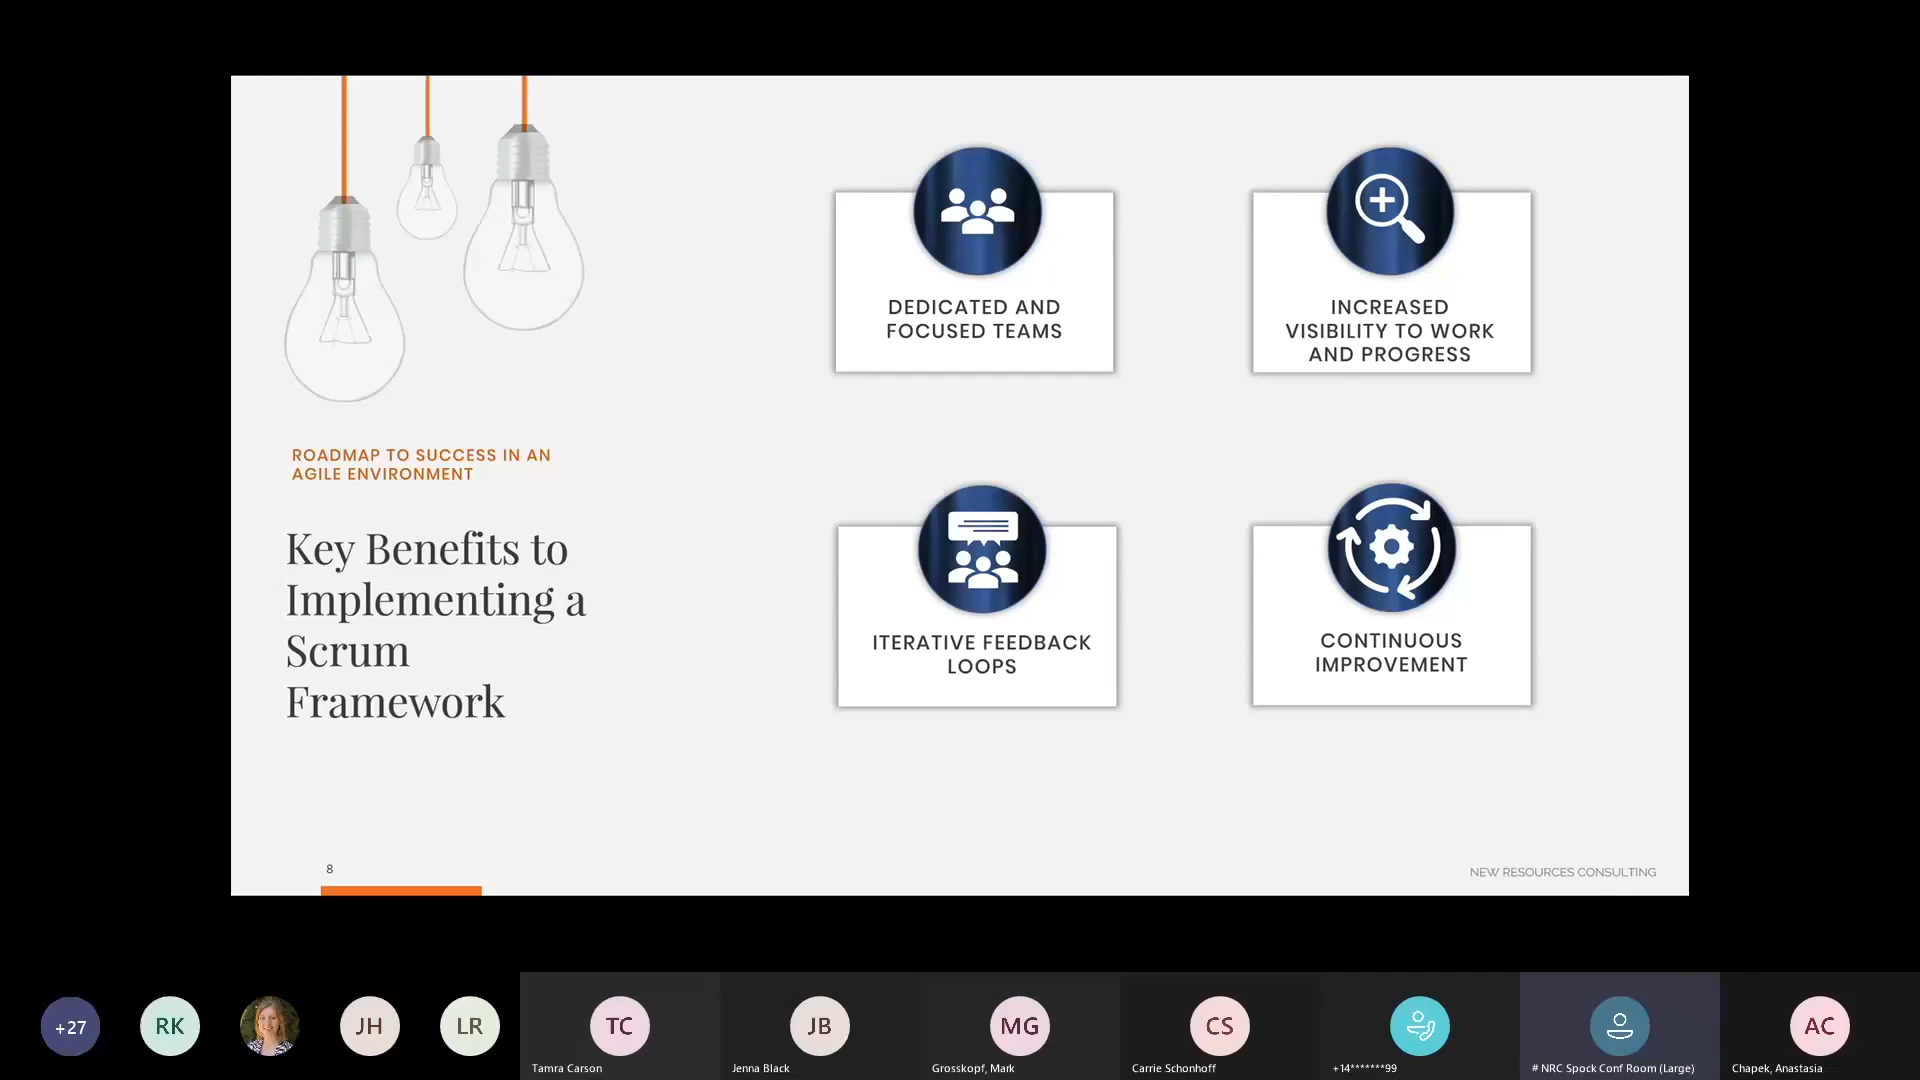 ROADMAP TO SUCCESS IN AN
AGILE ENVIRONMENT
Key Benefits to
Implementing a
Scrum
Framework
DEDICATED AND
FOCUSED TEAMS
INCREASED
VISIBILITY TO WORK
AND PROGRESS
ITERATIVE FEEDBACK
LOOPS
CONTINUOUS
IMPROVEMENT
8
NEW RESOURCES CONSULTING
+27
RK
JH
LR
TC
Tamra Carson
JB
Jenna Black
MG
Grosskopf, Mark
CS
Carrie Schonhoff
+14*******99
# NRC Spock Conf Room (Large)
AC
Chapek, Anastasia